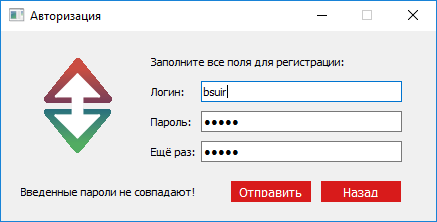 Авторизация
Заполните все поля для регистрации:
Логин: bsuir
Пароль: •••••
Ещё раз: •••••
Введенные пароли не совпадают! Отправить Назад